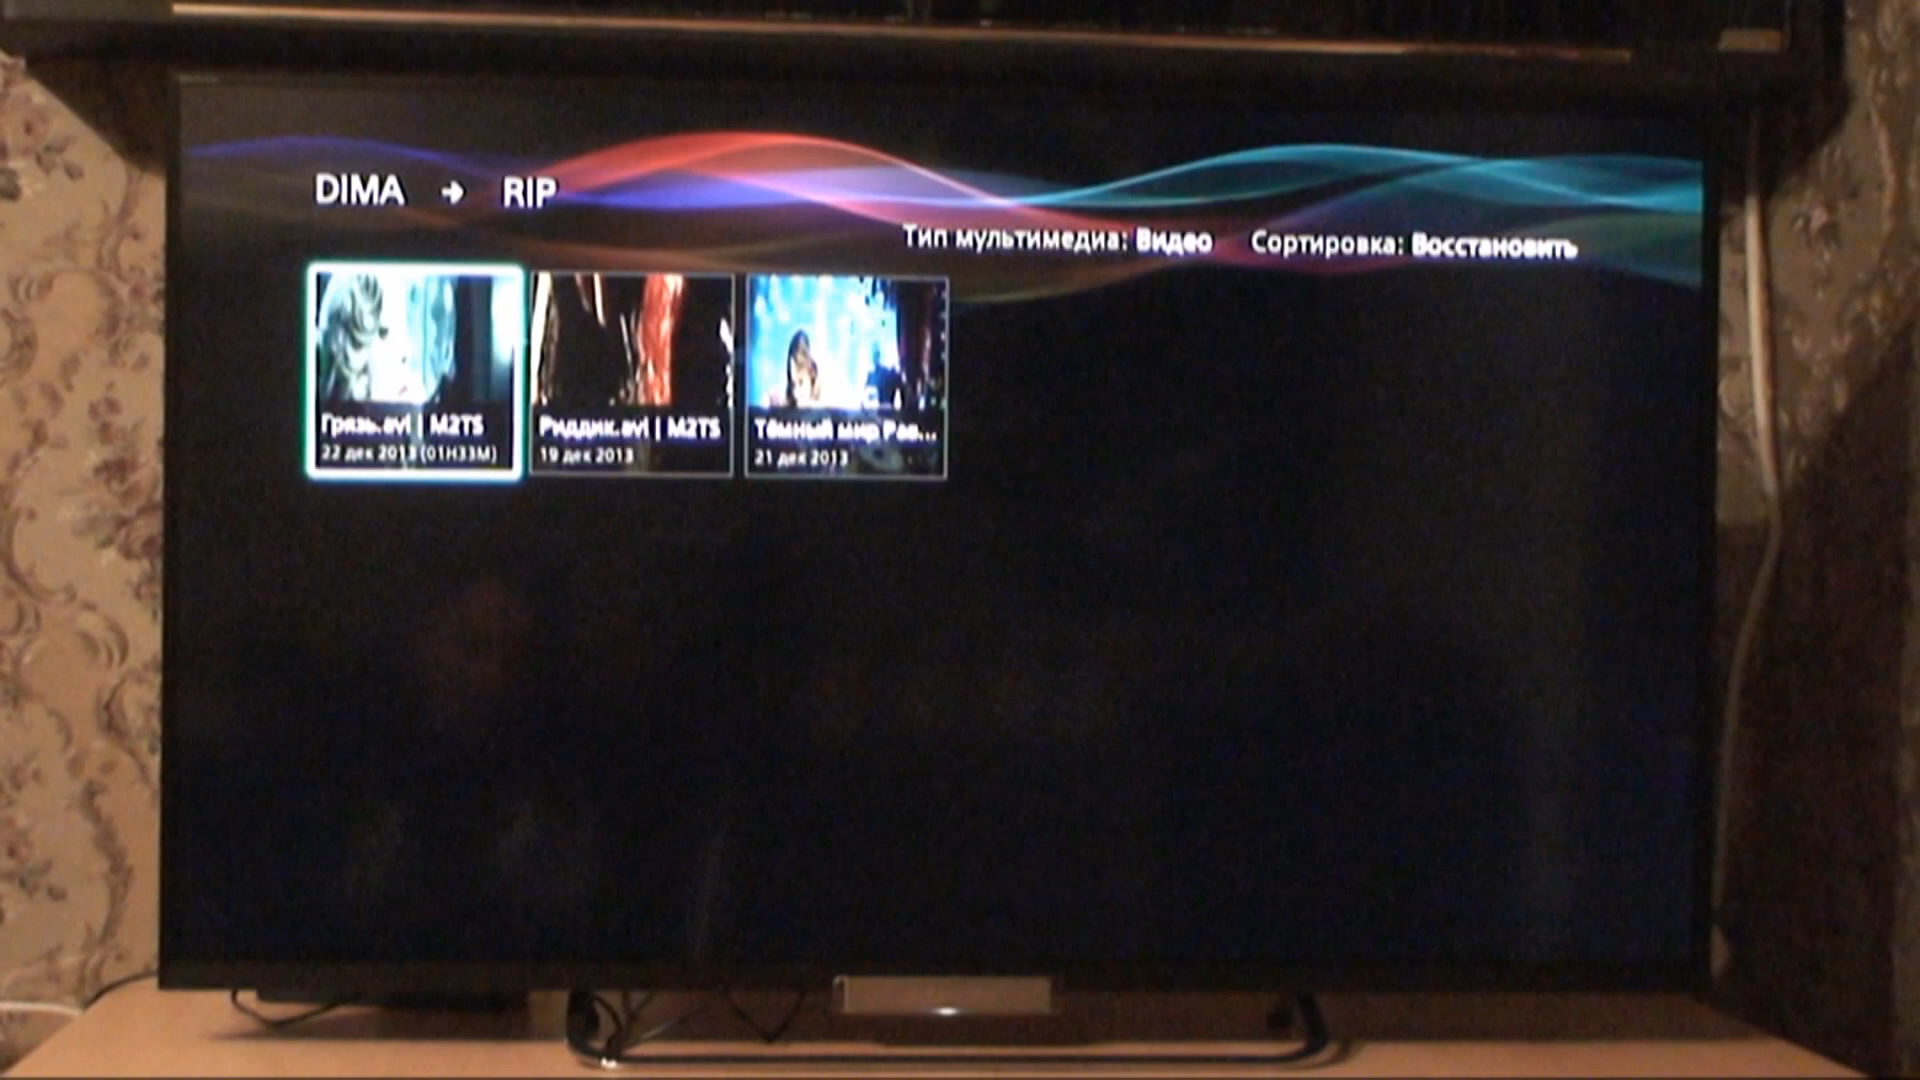 DIMA → RIP
Тип мультимедиа: Видео Сортировка: Восстановить
Грязь.avi | M2TS
22 дек 2013 (01H33M)
Риддик.avi | M2TS
19 дек 2013
Тёмный мир Рав...
21 дек 2013